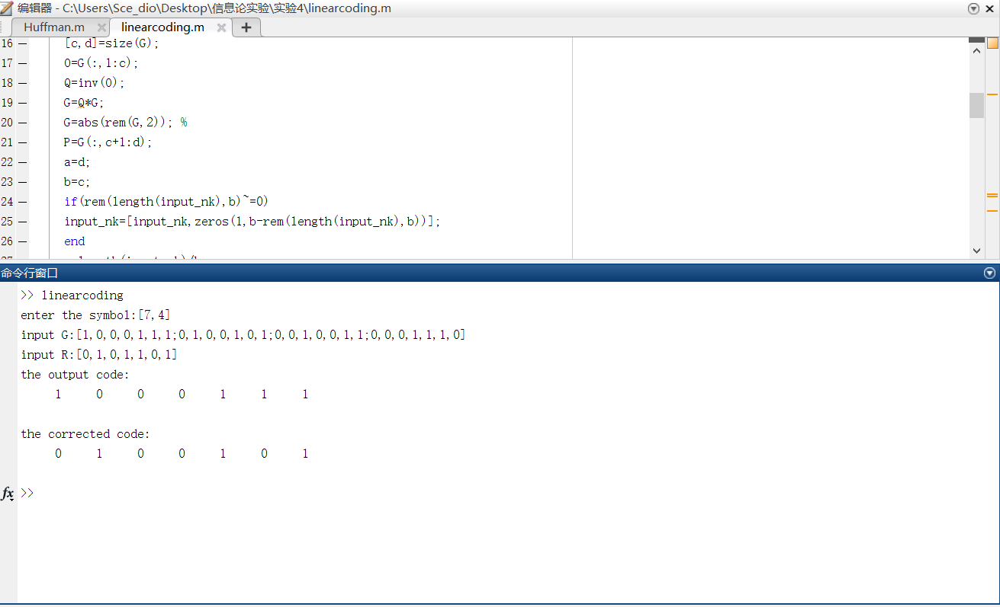 编辑器 - C:\Users\Sce_dio\Desktop\信息论实验\实验4\linearcoding.m
Huffman.m × linearcoding.m × +
16 — [c,d]=size(G);
17 — O=G(:,1:c);
18 — Q=inv(O);
19 — G=Q*G;
20 — G=abs(rem(G,2)); %
21 — P=G(:,c+1:d);
22 — a=d;
23 — b=c;
24 — if(rem(length(input_nk),b)~=0)
25 — input_nk=[input_nk,zeros(1,b-rem(length(input_nk),b))];
26 — end
命令行窗口
>> linearcoding
enter the symbol:[7,4]
input G:[1,0,0,0,1,1,1;0,1,0,0,1,0,1;0,0,1,0,0,1,1;0,0,0,1,1,1,0]
input R:[0,1,0,1,1,0,1]
the output code:
1 0 0 0 1 1 1
the corrected code:
0 1 0 0 1 0 1
fx >>